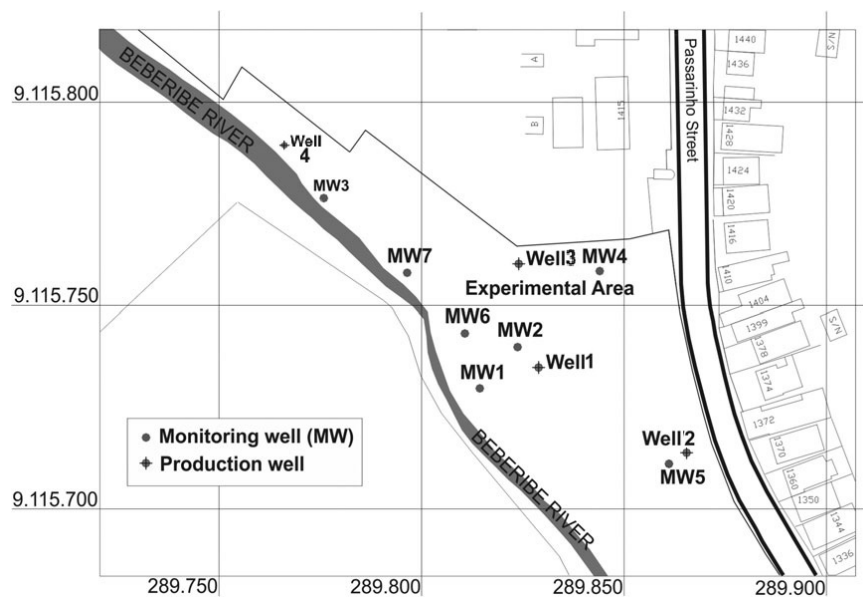 1440
N/S
1436
A
9.115.800
BEBERIBE RIVER
Passarinho Street
1432
1415
B
1428
Well
4
1424
MW3
1420
1416
MW7
Well3
MW4
1410
Experimental Area
9.115.750
1404
MW6
MW2
1399
S/N
1378
Well1
MW1
1374
1372
Monitoring well (MW)
Production well
BEBERIBE RIVER
Well 2
MW5
1370
1360
1350
9.115.700
1344
1336
289.750
289.800
289.850
289.900